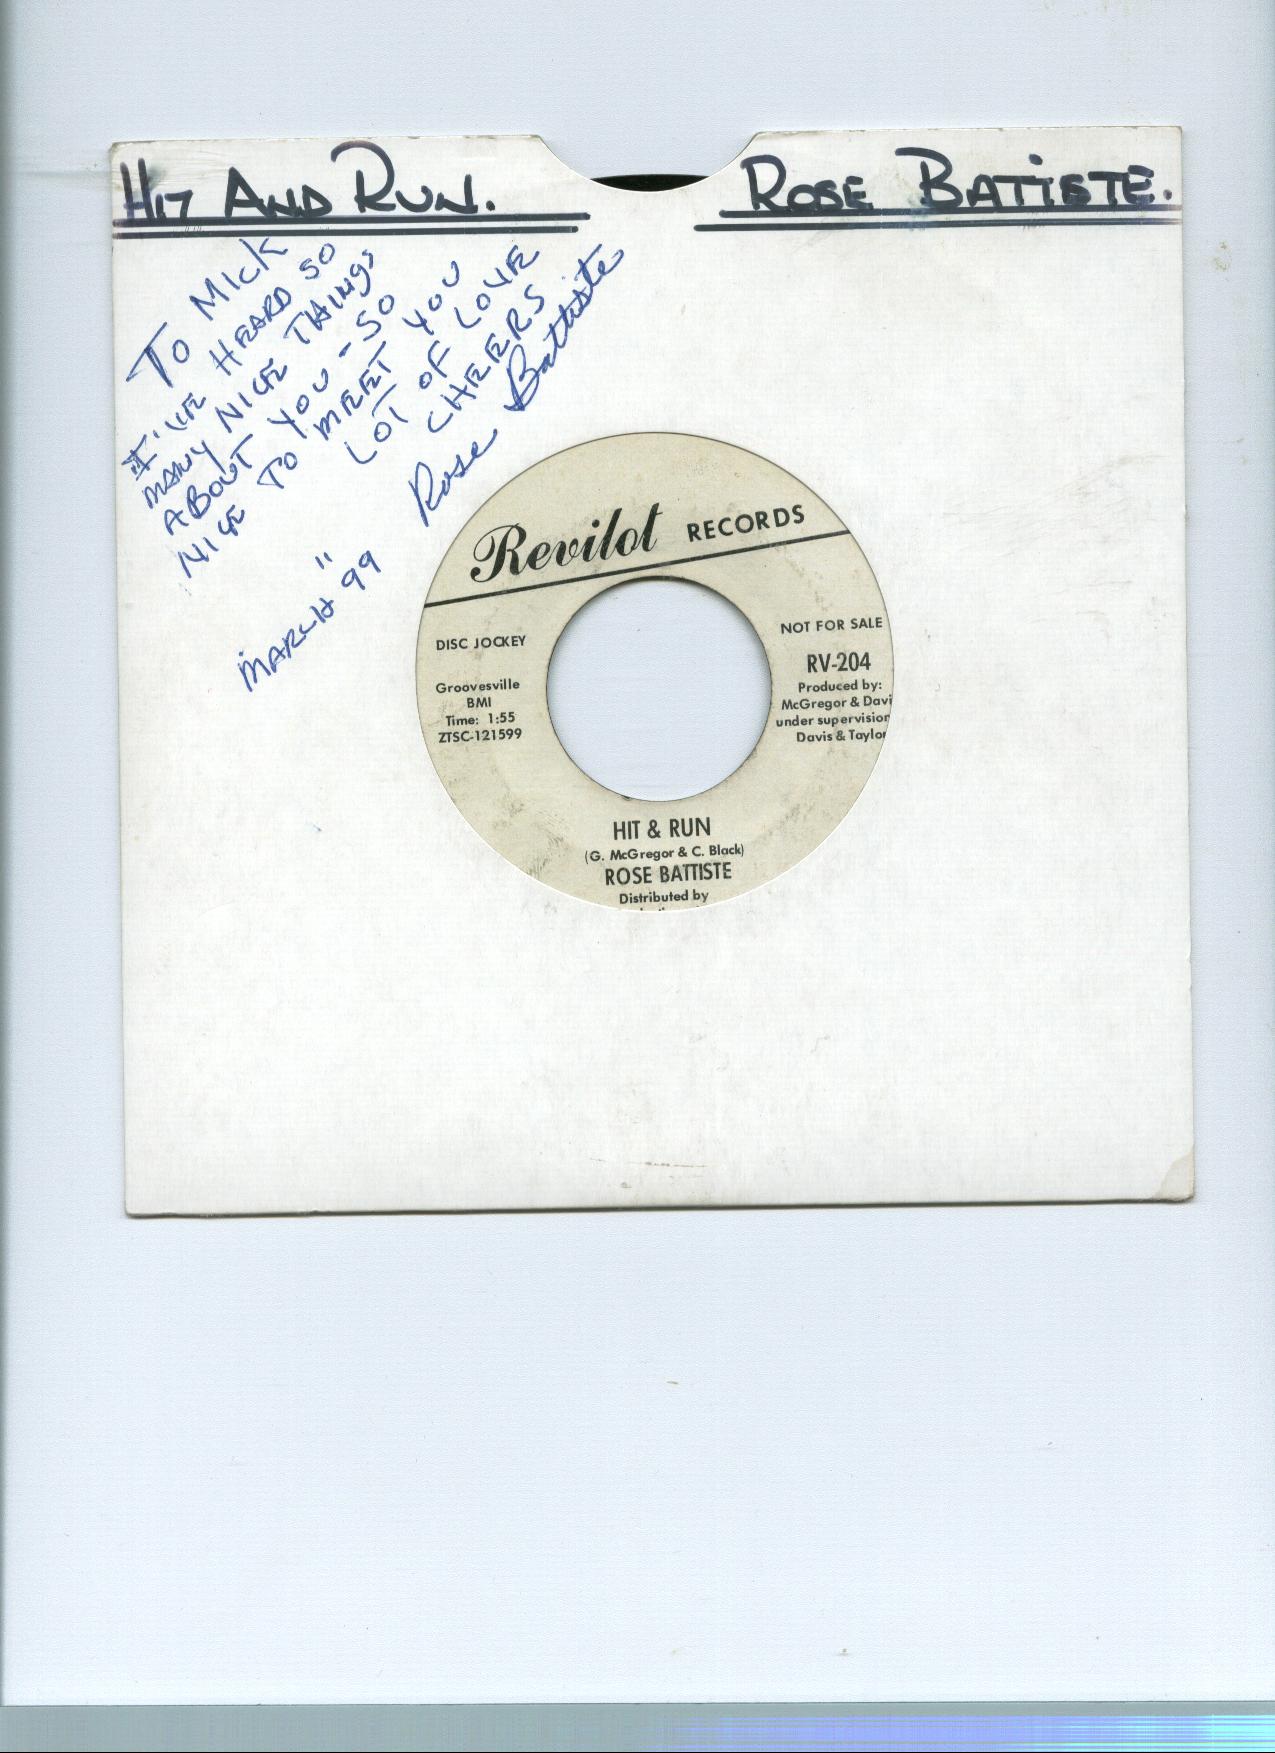 HIT AND RUN.
ROSE BATISTE.
TO MICK
I'VE HEARD SO
MANY NICE THINGS
ABOUT YOU - SO
NICE TO MEET YOU
LOT OF LOVE
CHEERS
Rose Battiste
"
MARCH 99
Revilot RECORDS
DISC JOCKEY
Groovesville
BMI
Time: 1:55
ZTSC-121599
NOT FOR SALE
RV-204
Produced by:
McGregor & Davi
under supervision
Davis & Taylor
HIT & RUN
(G. McGregor & C. Black)
ROSE BATTISTE
Distributed by